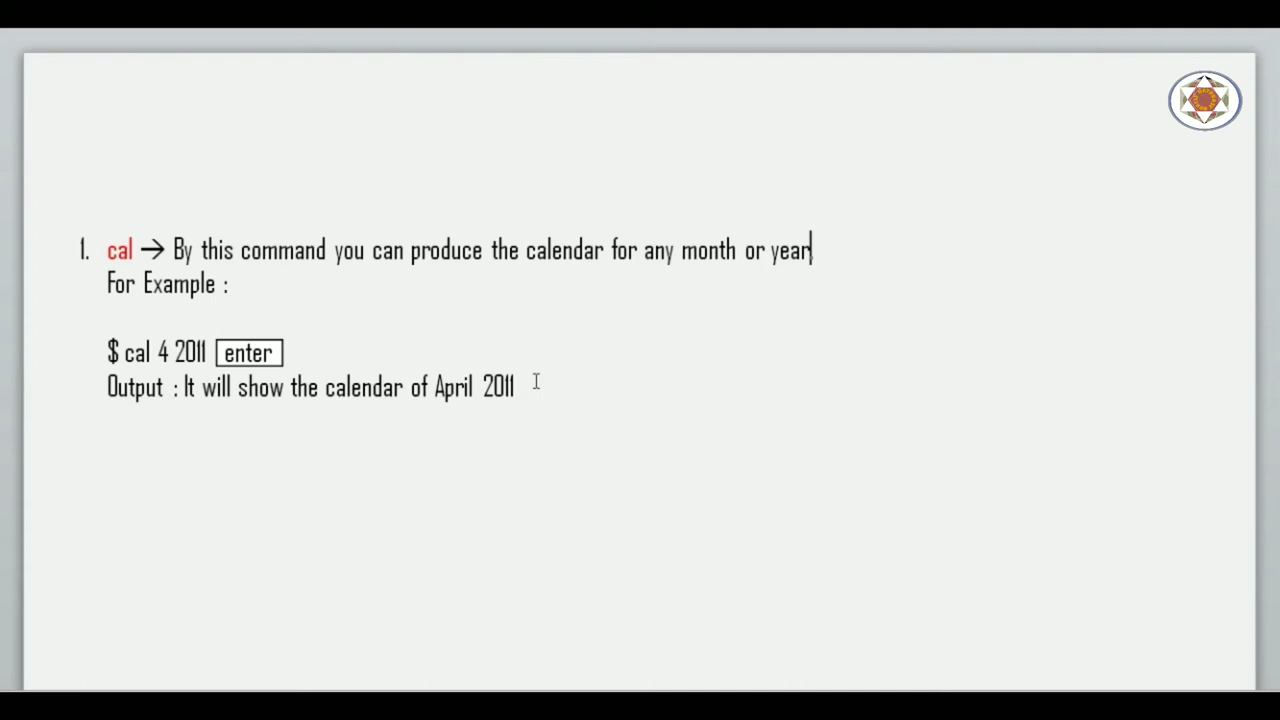 1. cal → By this command you can produce the calendar for any month or year
For Example :
$ cal 4 2011 enter
Output : It will show the calendar of April 2011